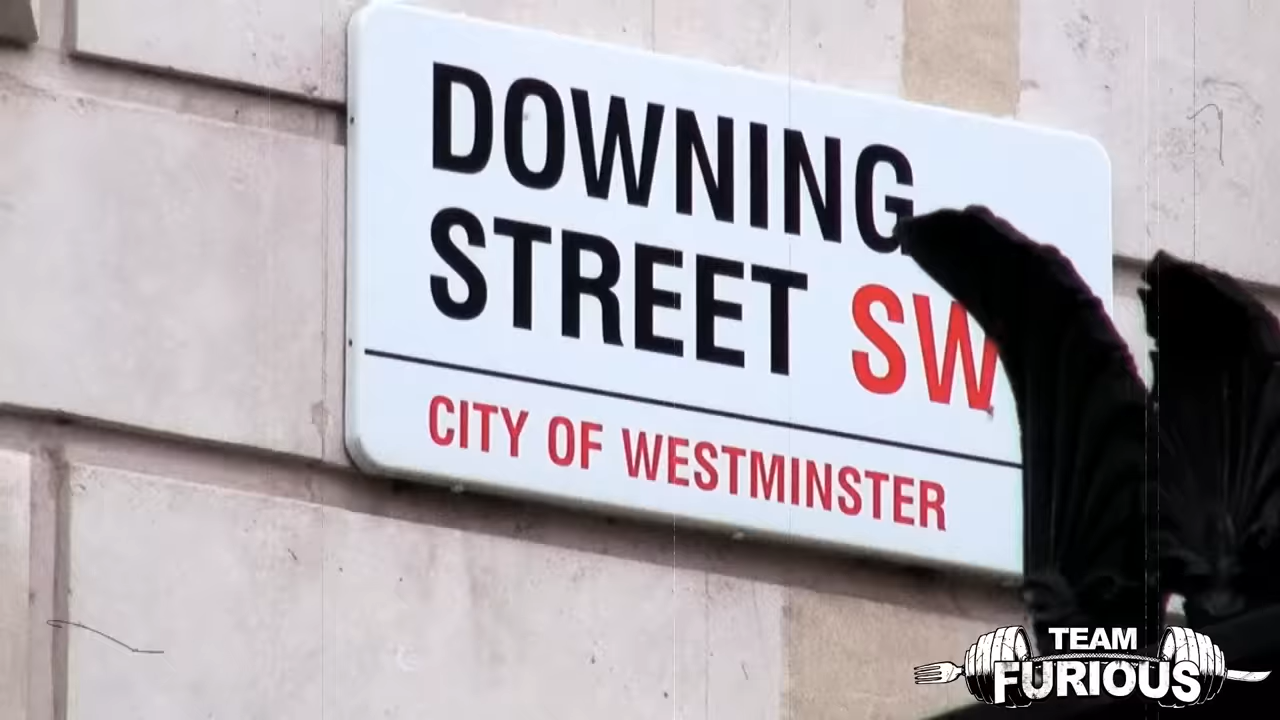 DOWNING
STREET SW
CITY OF WESTMINSTER
TEAM
FURIOUS